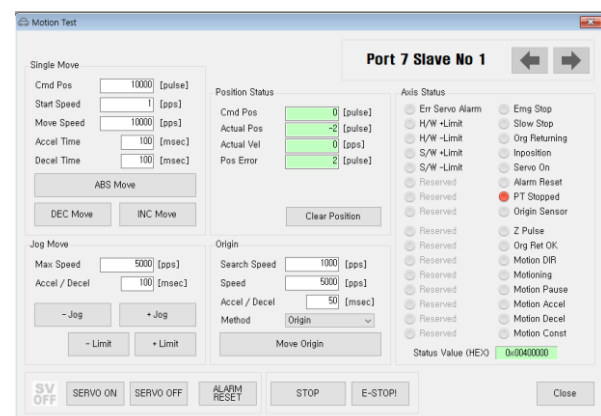 Motion Test
Port 7 Slave No 1
Single Move
Cmd Pos 10000 [pulse]
Start Speed 1 [pps]
Move Speed 10000 [pps]
Accel Time 100 [msec]
Decel Time 100 [msec]
ABS Move
DEC Move INC Move
Position Status
Cmd Pos 0 [pulse]
Actual Pos -2 [pulse]
Actual Vel 0 [pps]
Pos Error 2 [pulse]
Clear Position
Jog Move
Max Speed 5000 [pps]
Accel / Decel 100 [msec]
- Jog + Jog
- Limit + Limit
Origin
Search Speed 1000 [pps]
Speed 5000 [pps]
Accel / Decel 50 [msec]
Method Origin
Move Origin
Axis Status
Err Servo Alarm Emg Stop
H/W +Limit Slow Stop
H/W -Limit Org Returning
S/W +Limit Inposition
S/W -Limit Servo On
Reserved Alarm Reset
Reserved PT Stopped
Reserved Origin Sensor
Reserved Z Pulse
Reserved Org Ret OK
Reserved Motion DIR
Reserved Motioning
Reserved Motion Pause
Reserved Motion Accel
Reserved Motion Decel
Reserved Motion Const
Status Value (HEX) 0x00400000
SV OFF
SERVO ON SERVO OFF ALARM RESET
STOP E-STOP!
Close